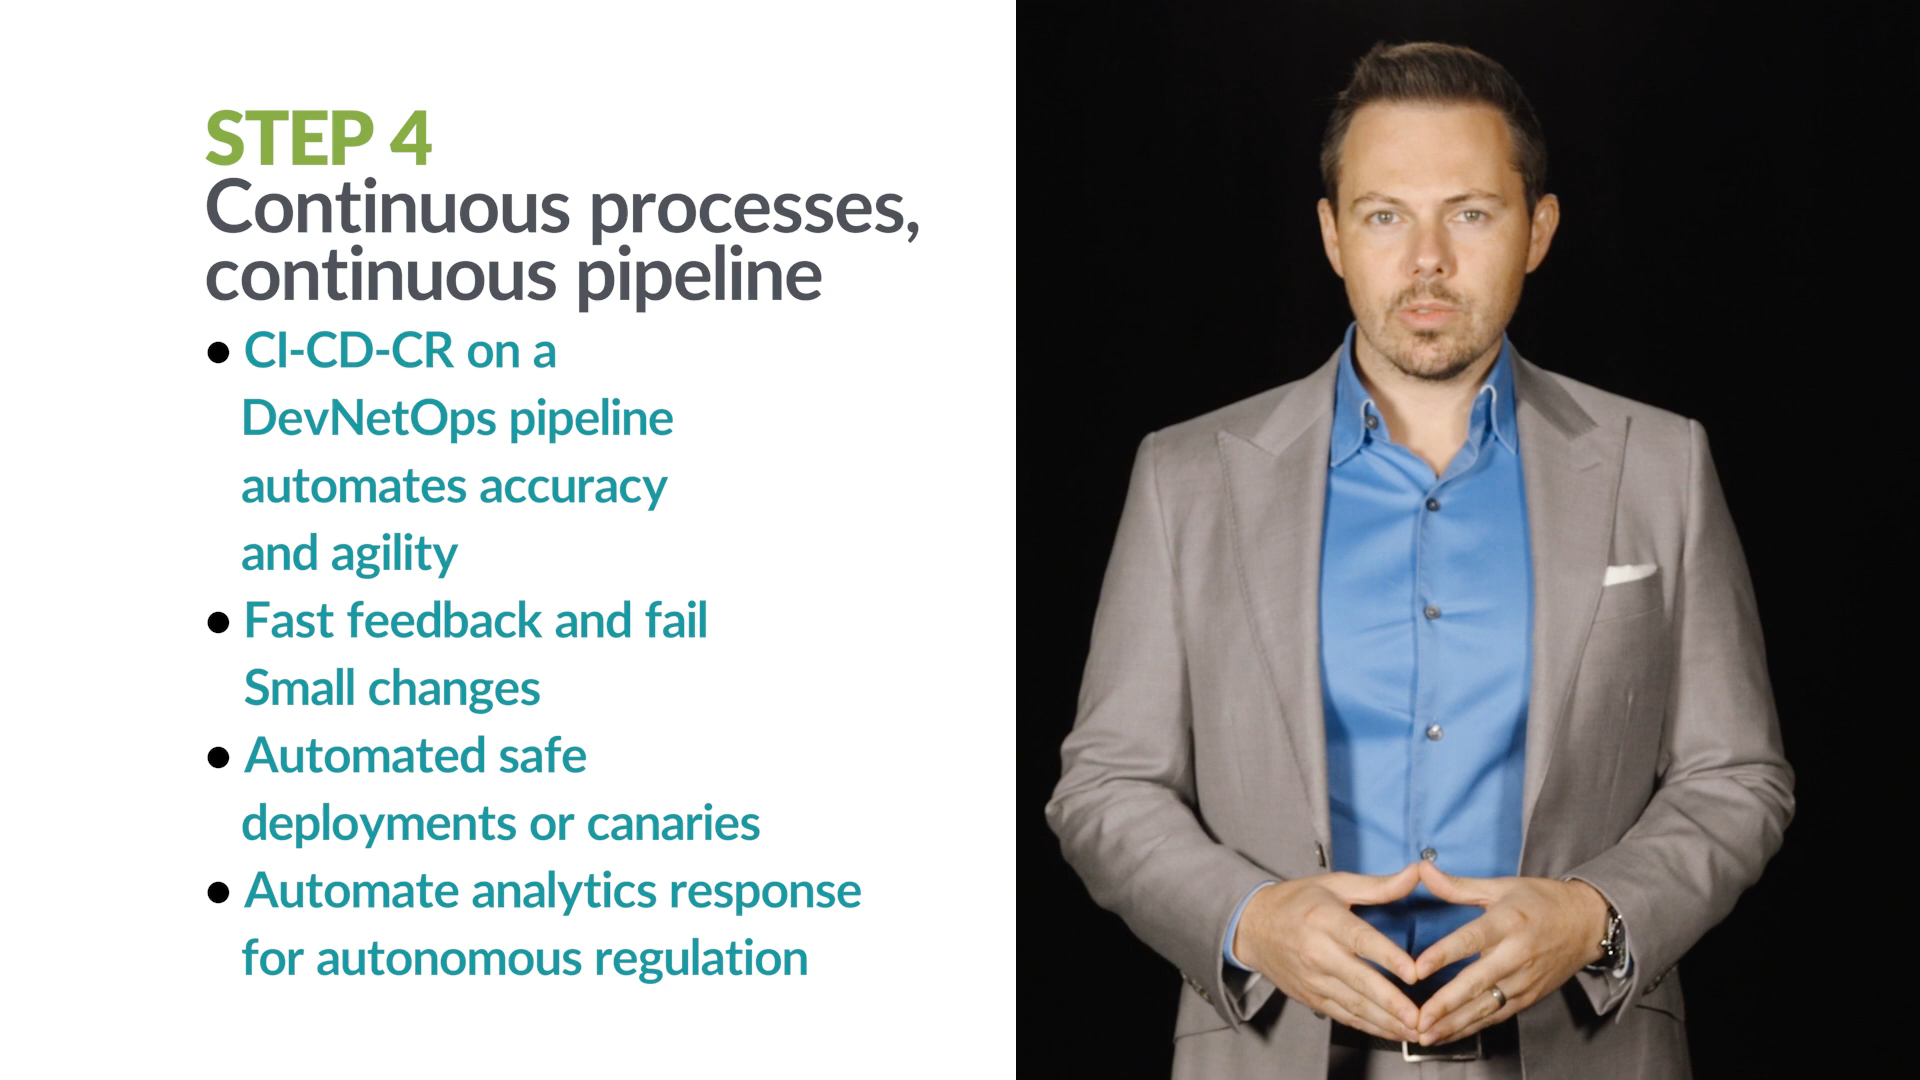 STEP 4
Continuous processes,
continuous pipeline
• CI-CD-CR on a
DevNetOps pipeline
automates accuracy
and agility
• Fast feedback and fail
Small changes
• Automated safe
deployments or canaries
• Automate analytics response
for autonomous regulation